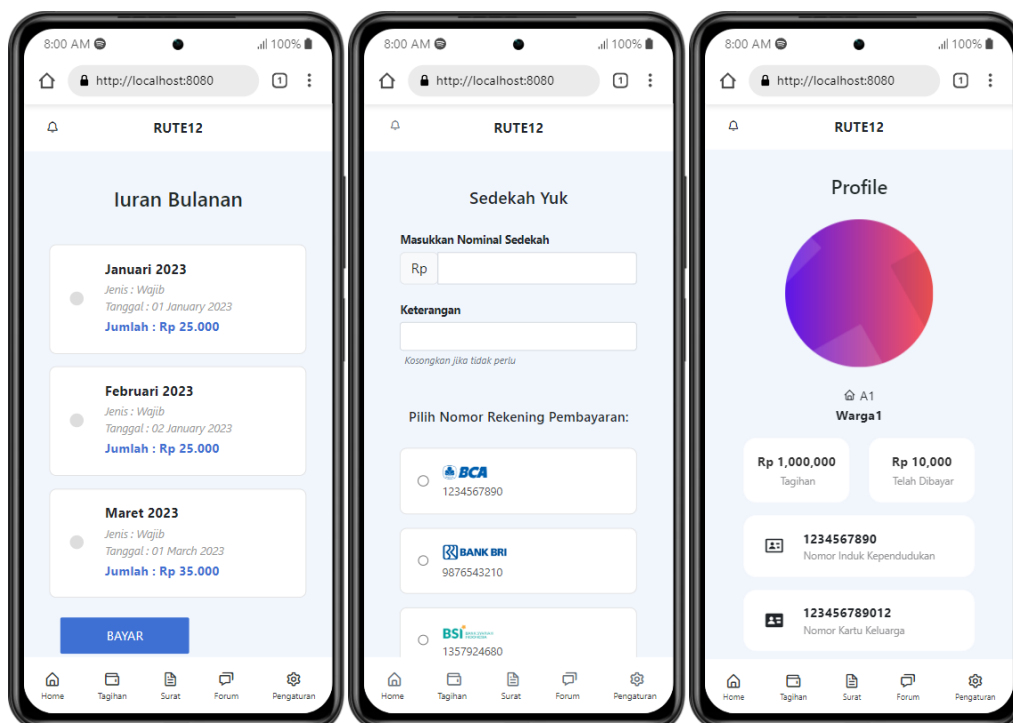 8:00 AM
100%
http://localhost:8080
1
RUTE12
Iuran Bulanan
Januari 2023
Jenis : Wajib
Tanggal : 01 January 2023
Jumlah : Rp 25.000
Februari 2023
Jenis : Wajib
Tanggal : 02 January 2023
Jumlah : Rp 25.000
Maret 2023
Jenis : Wajib
Tanggal : 01 March 2023
Jumlah : Rp 35.000
BAYAR
Home
Tagihan
Surat
Forum
Pengaturan
8:00 AM
100%
http://localhost:8080
1
RUTE12
Sedekah Yuk
Masukkan Nominal Sedekah
Rp
Keterangan
Kosongkan jika tidak perlu
Pilih Nomor Rekening Pembayaran:
BCA
1234567890
BANK BRI
9876543210
BSI
1357924680
Home
Tagihan
Surat
Forum
Pengaturan
8:00 AM
100%
http://localhost:8080
1
RUTE12
Profile
A1
Warga1
Rp 1,000,000
Tagihan
Rp 10,000
Telah Dibayar
1234567890
Nomor Induk Kependudukan
123456789012
Nomor Kartu Keluarga
Home
Tagihan
Surat
Forum
Pengaturan